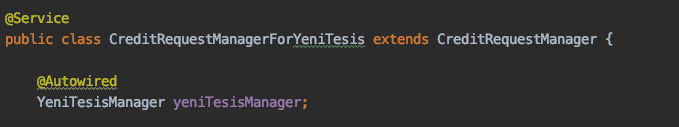 @Service
public class CreditRequestManagerForYeniTesis extends CreditRequestManager {
@Autowired
YeniTesisManager yeniTesisManager;